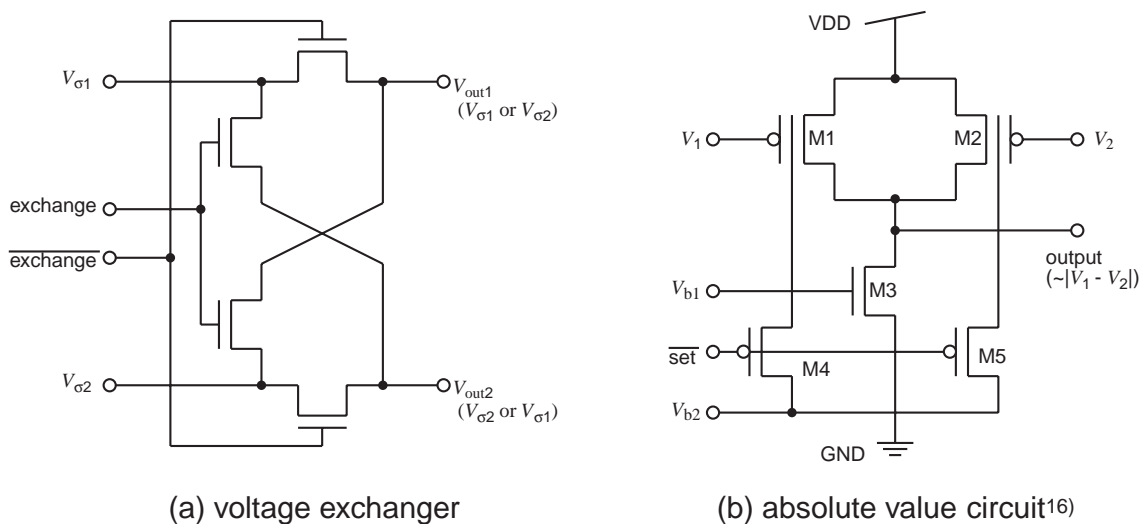 Vσ1
Vout1
(Vσ1 or Vσ2)
exchange
exchange
Vσ2
Vout2
(Vσ2 or Vσ1)
(a) voltage exchanger
VDD
V1
M1
M2
V2
output
(~|V1 - V2|)
Vb1
M3
set
M4
M5
Vb2
GND
(b) absolute value circuit16)